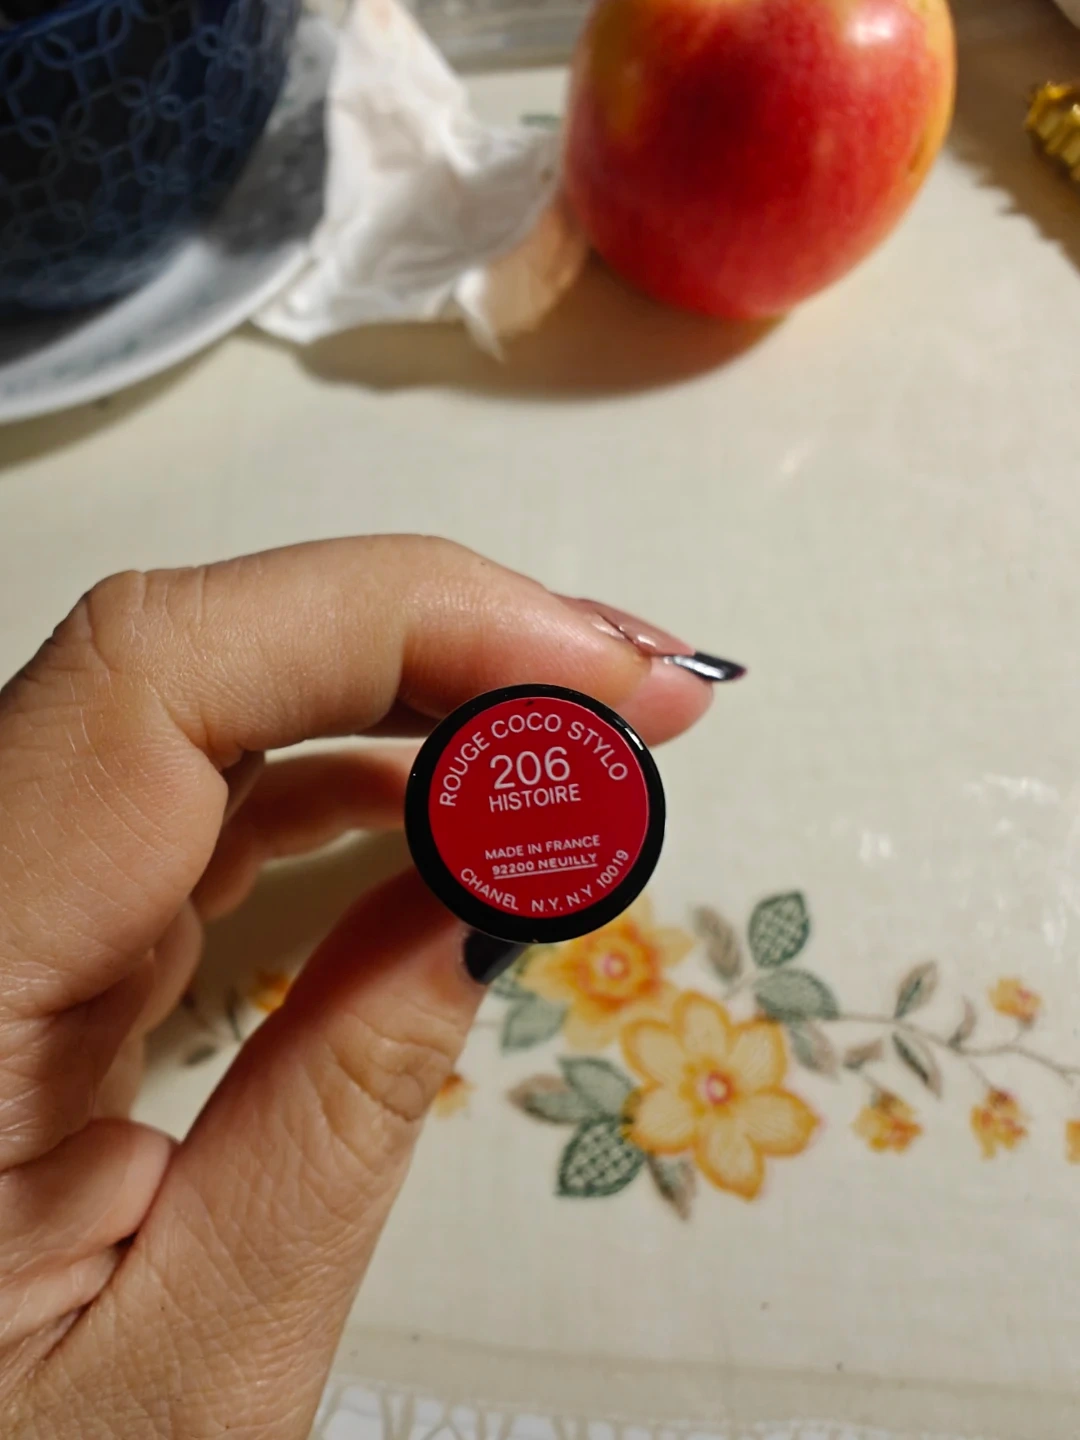 ROUGE COCO STYLO
206
HISTOIRE
MADE IN FRANCE
92200 NEUILLY
CHANEL N.Y. N.Y 10019